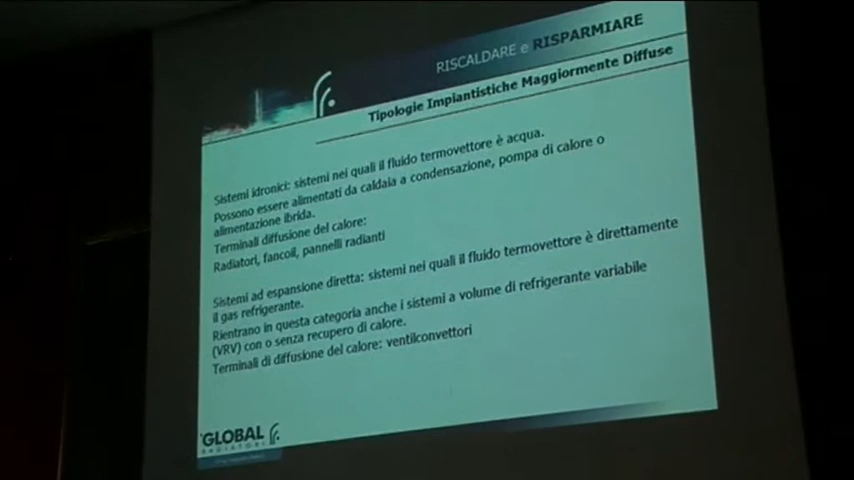 RISCALDARE e RISPARMIARE
Tipologie Impiantistiche Maggiormente Diffuse
Sistemi idronici: sistemi nei quali il fluido termovettore è acqua.
Possono essere alimentati da caldaia a condensazione, pompa di calore o
alimentazione ibrida.
Terminali diffusione del calore:
Radiatori, fancoil, pannelli radianti
Sistemi ad espansione diretta: sistemi nei quali il fluido termovettore è direttamente
il gas refrigerante.
Rientrano in questa categoria anche i sistemi a volume di refrigerante variabile
(VRV) con o senza recupero di calore.
Terminali di diffusione del calore: ventilconvettori
GLOBAL
RADIATORI